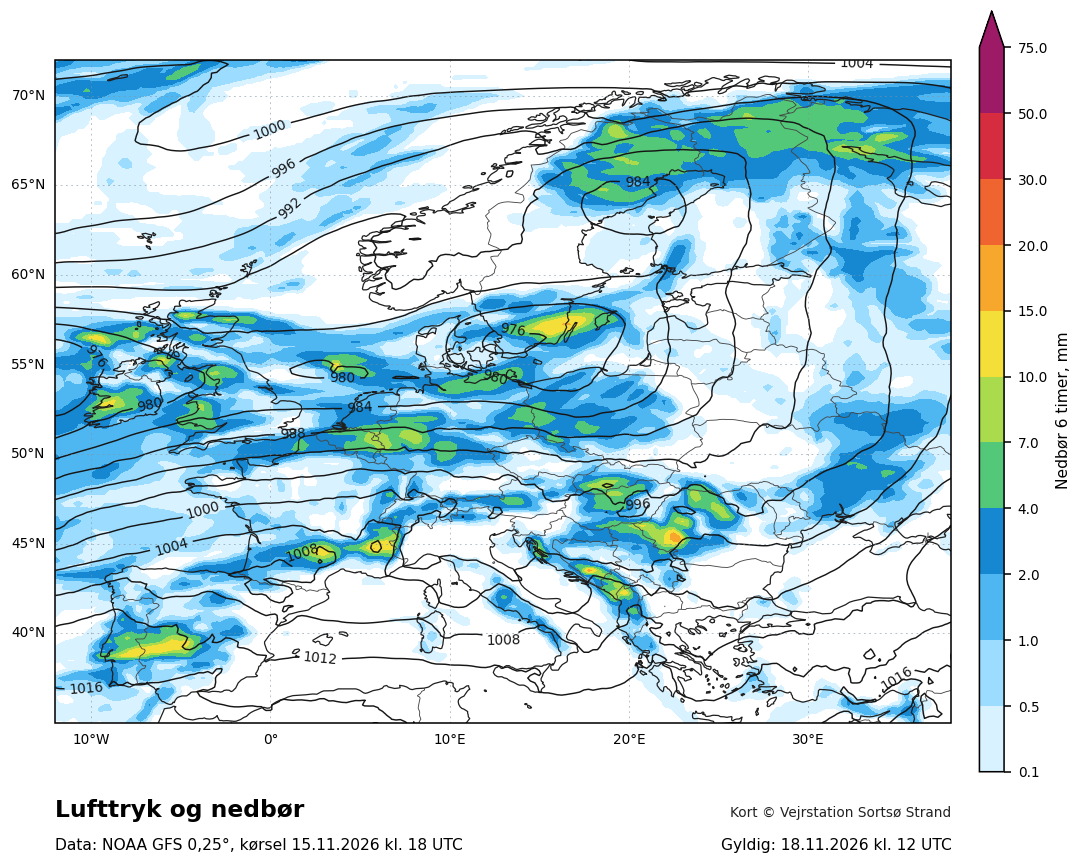 75.0
50.0
30.0
20.0
15.0
10.0
7.0
4.0
2.0
1.0
0.5
0.1
Nedbør 6 timer, mm
70°N
65°N
60°N
55°N
50°N
45°N
40°N
10°W
0°
10°E
20°E
30°E
1004
1000
996
992
984
976
976
980
980
980
984
988
996
1000
1004
1008
1008
1012
1016
1016
Lufttryk og nedbør
Kort © Vejrstation Sortsø Strand
Data: NOAA GFS 0,25°, kørsel 15.11.2026 kl. 18 UTC
Gyldig: 18.11.2026 kl. 12 UTC